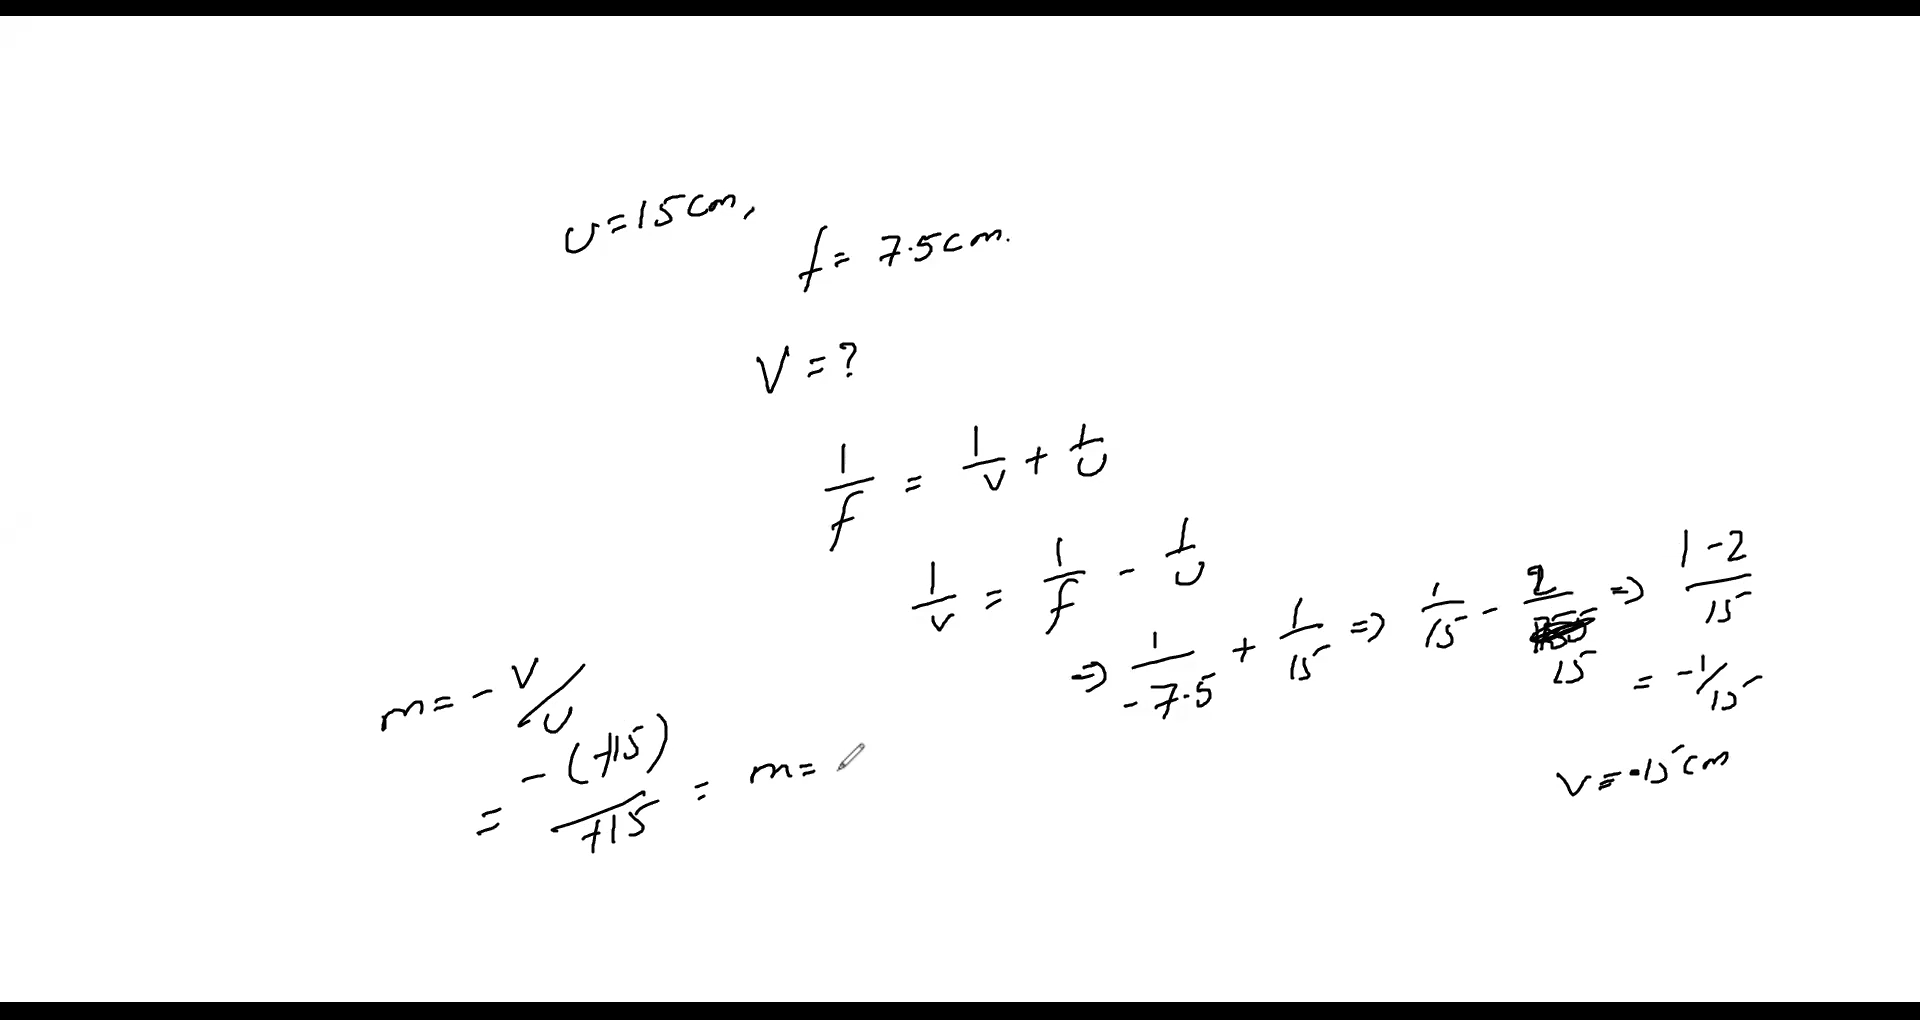 u=15cm,
f= 7.5cm.
V=?
1/f = 1/v + 1/u
1/v = 1/f - 1/u
⇒ 1/-7.5 + 1/15 ⇒ 1/15 - 2/15 ⇒ 1-2/15
= -1/15
v=-15cm
m= - v/u
= -(+15)/+15 = m=